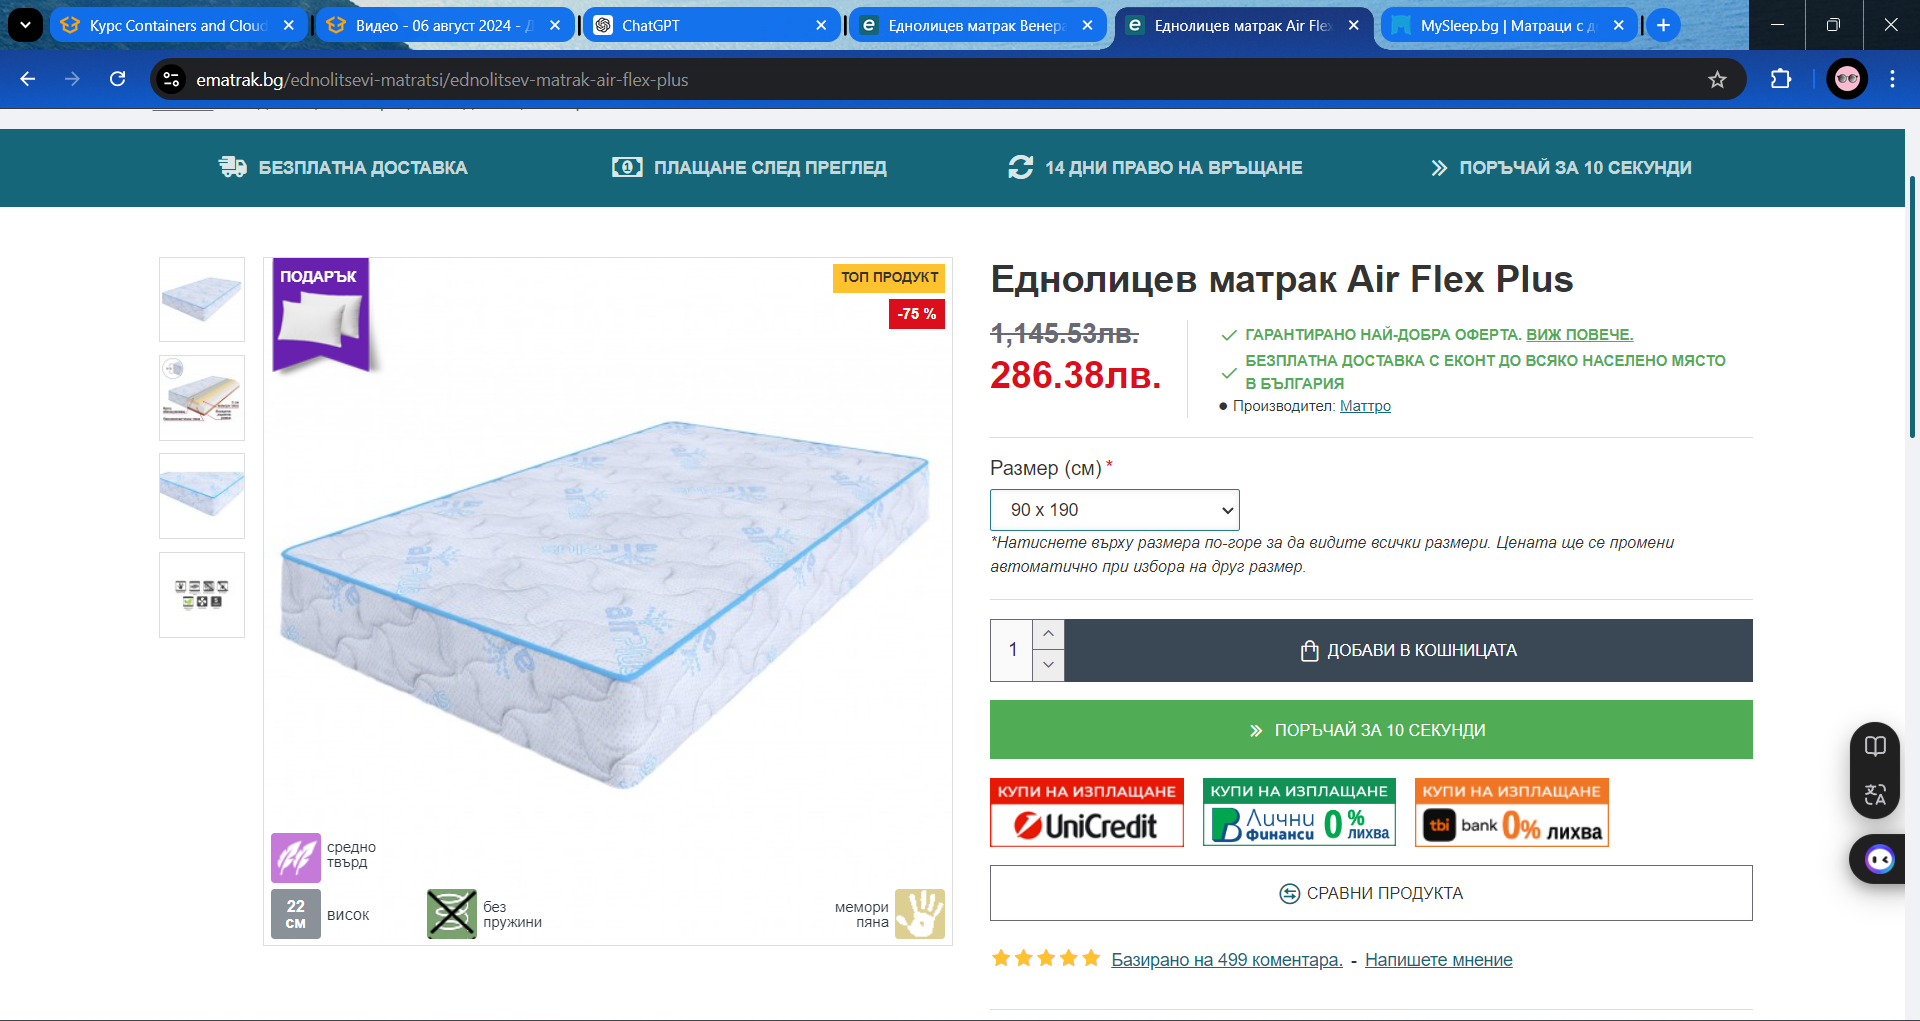 Курс Containers and Cloud
Видео - 06 август 2024 - Д
ChatGPT
Еднолицев матрак Венера
Еднолицев матрак Air Flex
MySleep.bg | Матраци с д
ematrak.bg/ednolitsevi-matratsi/ednolitsev-matrak-air-flex-plus
БЕЗПЛАТНА ДОСТАВКА
ПЛАЩАНЕ СЛЕД ПРЕГЛЕД
14 ДНИ ПРАВО НА ВРЪЩАНЕ
ПОРЪЧАЙ ЗА 10 СЕКУНДИ
ПОДАРЪК
ТОП ПРОДУКТ
-75 %
средно
твърд
22
см
висок
без
пружини
мемори
пяна
Еднолицев матрак Air Flex Plus
1,145.53лв.
286.38лв.
ГАРАНТИРАНО НАЙ-ДОБРА ОФЕРТА. ВИЖ ПОВЕЧЕ.
БЕЗПЛАТНА ДОСТАВКА С ЕКОНТ ДО ВСЯКО НАСЕЛЕНО МЯСТО
В БЪЛГАРИЯ
Производител: Маттро
Размер (см) *
90 x 190
*Натиснете върху размера по-горе за да видите всички размери. Цената ще се промени
автоматично при избора на друг размер.
1
ДОБАВИ В КОШНИЦАТА
ПОРЪЧАЙ ЗА 10 СЕКУНДИ
КУПИ НА ИЗПЛАЩАНЕ
UniCredit
КУПИ НА ИЗПЛАЩАНЕ
Лични
финанси
0%
лихва
КУПИ НА ИЗПЛАЩАНЕ
tbi bank 0% лихва
СРАВНИ ПРОДУКТА
Базирано на 499 коментара. - Напишете мнение